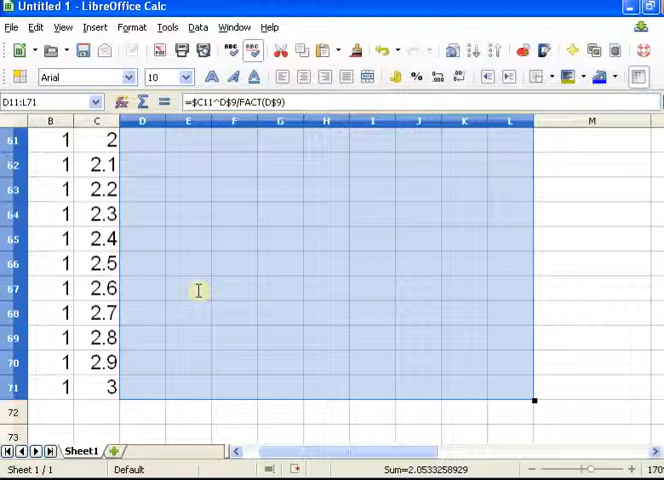 Untitled 1 - LibreOffice Calc
File Edit View Insert Format Tools Data Window Help
Arial 10
D11:L71 =$C11^D$9/FACT(D$9)
B C D E F G H I J K L M
61 1 2
62 1 2.1
63 1 2.2
64 1 2.3
65 1 2.4
66 1 2.5
67 1 2.6
68 1 2.7
69 1 2.8
70 1 2.9
71 1 3
72
73
Sheet1
Sheet 1 / 1 Default Sum=2.0533258929 170